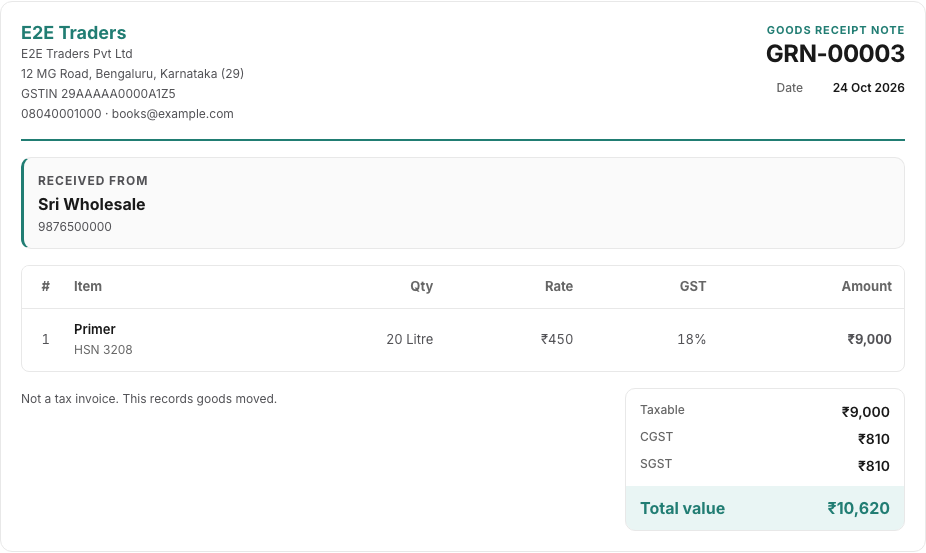 E2E Traders
E2E Traders Pvt Ltd
12 MG Road, Bengaluru, Karnataka (29)
GSTIN 29AAAAA0000A1Z5
08040001000 · books@example.com
GOODS RECEIPT NOTE
GRN-00003
Date 24 Oct 2026
RECEIVED FROM
Sri Wholesale
9876500000
# Item Qty Rate GST Amount
1 Primer 20 Litre ₹450 18% ₹9,000
HSN 3208
Not a tax invoice. This records goods moved.
Taxable ₹9,000
CGST ₹810
SGST ₹810
Total value ₹10,620